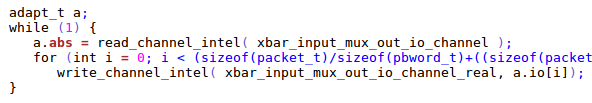 adapt_t a;
while (1) {
a.abs = read_channel_intel( xbar_input_mux_out_io_channel );
for (int i = 0; i < (sizeof(packet_t)/sizeof(pbword_t)+((sizeof(packet
write_channel_intel( xbar_input_mux_out_io_channel_real, a.io[i]);
}